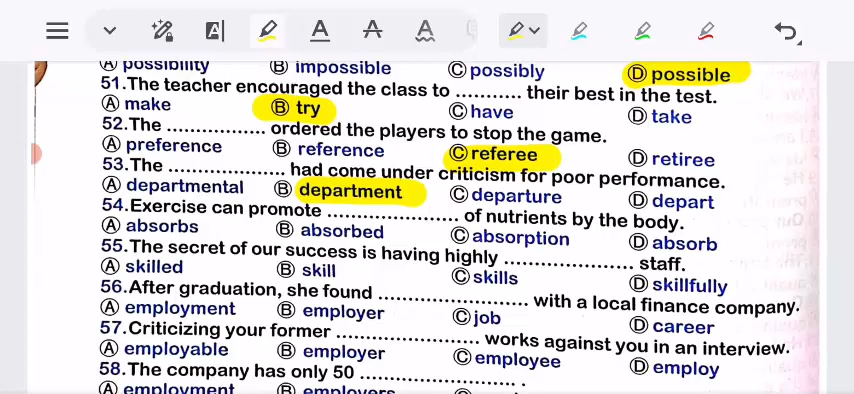 Ⓐ possibility Ⓑ impossible Ⓒ possibly Ⓓ possible
51.The teacher encouraged the class to ........... their best in the test.
Ⓐ make Ⓑ try Ⓒ have Ⓓ take
52.The ................ ordered the players to stop the game.
Ⓐ preference Ⓑ reference Ⓒ referee Ⓓ retiree
53.The ................... had come under criticism for poor performance.
Ⓐ departmental Ⓑ department Ⓒ departure Ⓓ depart
54.Exercise can promote ..................... of nutrients by the body.
Ⓐ absorbs Ⓑ absorbed Ⓒ absorption Ⓓ absorb
55.The secret of our success is having highly ..................... staff.
Ⓐ skilled Ⓑ skill Ⓒ skills Ⓓ skillfully
56.After graduation, she found ........................ with a local finance company.
Ⓐ employment Ⓑ employer Ⓒ job Ⓓ career
57.Criticizing your former ....................... works against you in an interview.
Ⓐ employable Ⓑ employer Ⓒ employee Ⓓ employ
58.The company has only 50 ......................... .
Ⓐ employment Ⓑ employers